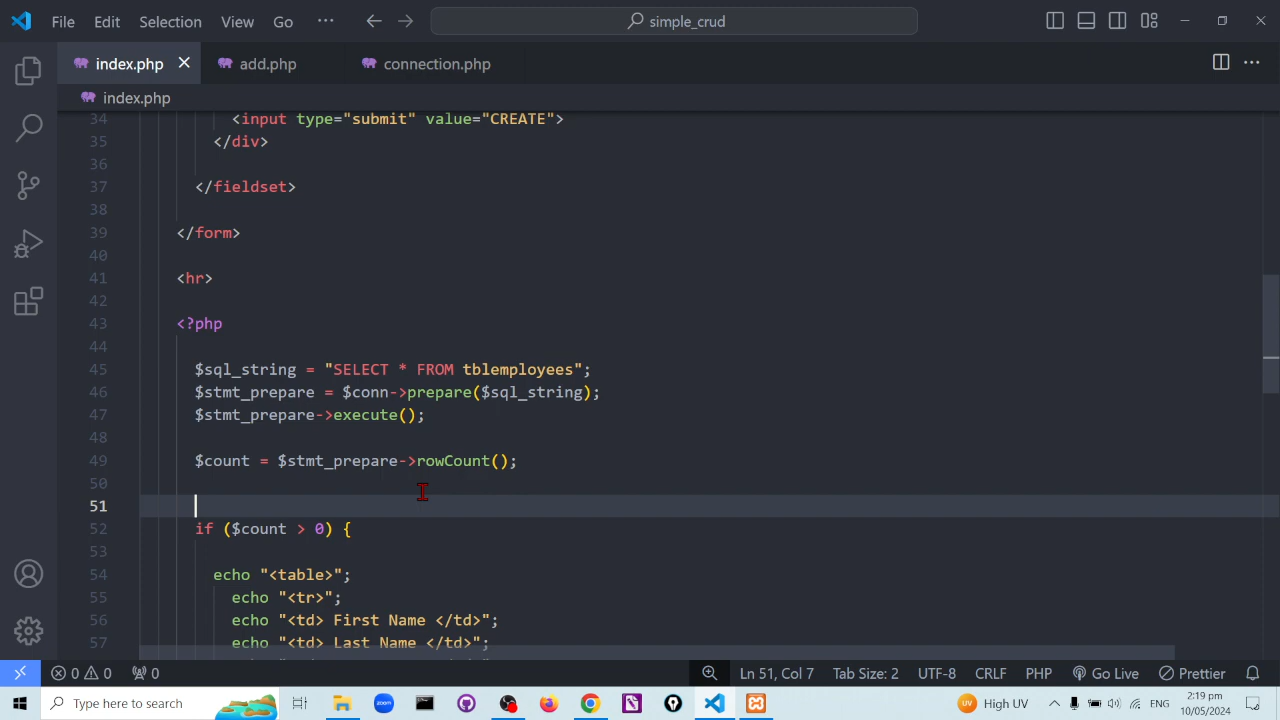 File Edit Selection View Go ··· simple_crud
index.php add.php connection.php
index.php
34 <input type="submit" value="CREATE">
35 </div>
36
37 </fieldset>
38
39 </form>
40
41 <hr>
42
43 <?php
44
45 $sql_string = "SELECT * FROM tblemployees";
46 $stmt_prepare = $conn->prepare($sql_string);
47 $stmt_prepare->execute();
48
49 $count = $stmt_prepare->rowCount();
50
51
52 if ($count > 0) {
53
54 echo "<table>";
55 echo "<tr>";
56 echo "<td> First Name </td>";
57 echo "<td> Last Name </td>";
0 0 0 Ln 51, Col 7 Tab Size: 2 UTF-8 CRLF PHP Go Live Prettier
Type here to search zoom High UV ENG 2:19 pm
10/05/2024